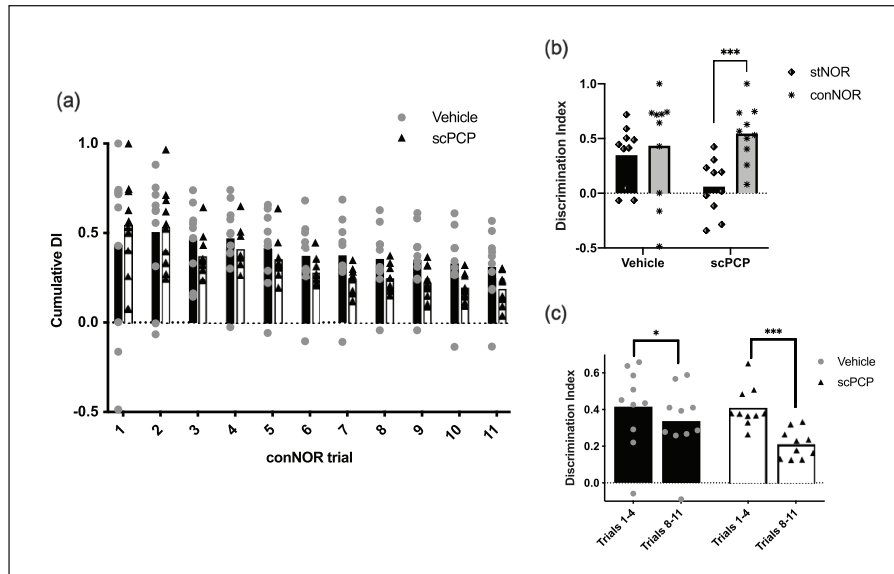 (a)
Vehicle
scPCP
Cumulative DI
1.0
0.5
0.0
-0.5
1 2 3 4 5 6 7 8 9 10 11
conNOR trial
(b)
stNOR
conNOR
***
Discrimination Index
1.0
0.5
0.0
-0.5
Vehicle scPCP
(c)
Vehicle
scPCP
* ***
Discrimination Index
0.6
0.4
0.2
0.0
Trials 1-4 Trials 8-11 Trials 1-4 Trials 8-11